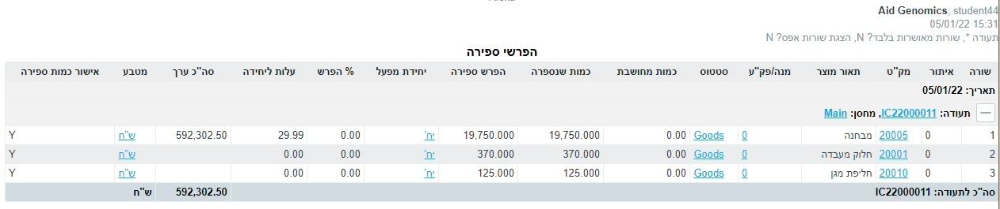 Aid Genomics, student44
05/01/22 15:31
תעודה *, שורות מאושרות בלבד? N, הצגת שורות אפס? N
הפרשי ספירה
שורה איתור מק"ט תאור מוצר מנה/פק"ע סטטוס כמות מחושבת כמות שנספרה הפרש ספירה יחידת מפעל % הפרש עלות ליחידה סה"כ ערך מטבע אישור כמות ספירה
תאריך: 05/01/22
תעודה: IC22000011, מחסן: Main
1 0 20005 מבחנה 0 Goods 0.00 19,750.000 19,750.000 יח' 0.00 29.99 592,302.50 ש"ח Y
2 0 20001 חלוק מעבדה 0 Goods 0.00 370.000 370.000 יח' 0.00 0.00 ש"ח Y
3 0 20010 חליפת מגן 0 Goods 0.00 125.000 125.000 יח' 0.00 0.00 ש"ח Y
סה"כ לתעודה: IC22000011 592,302.50 ש"ח